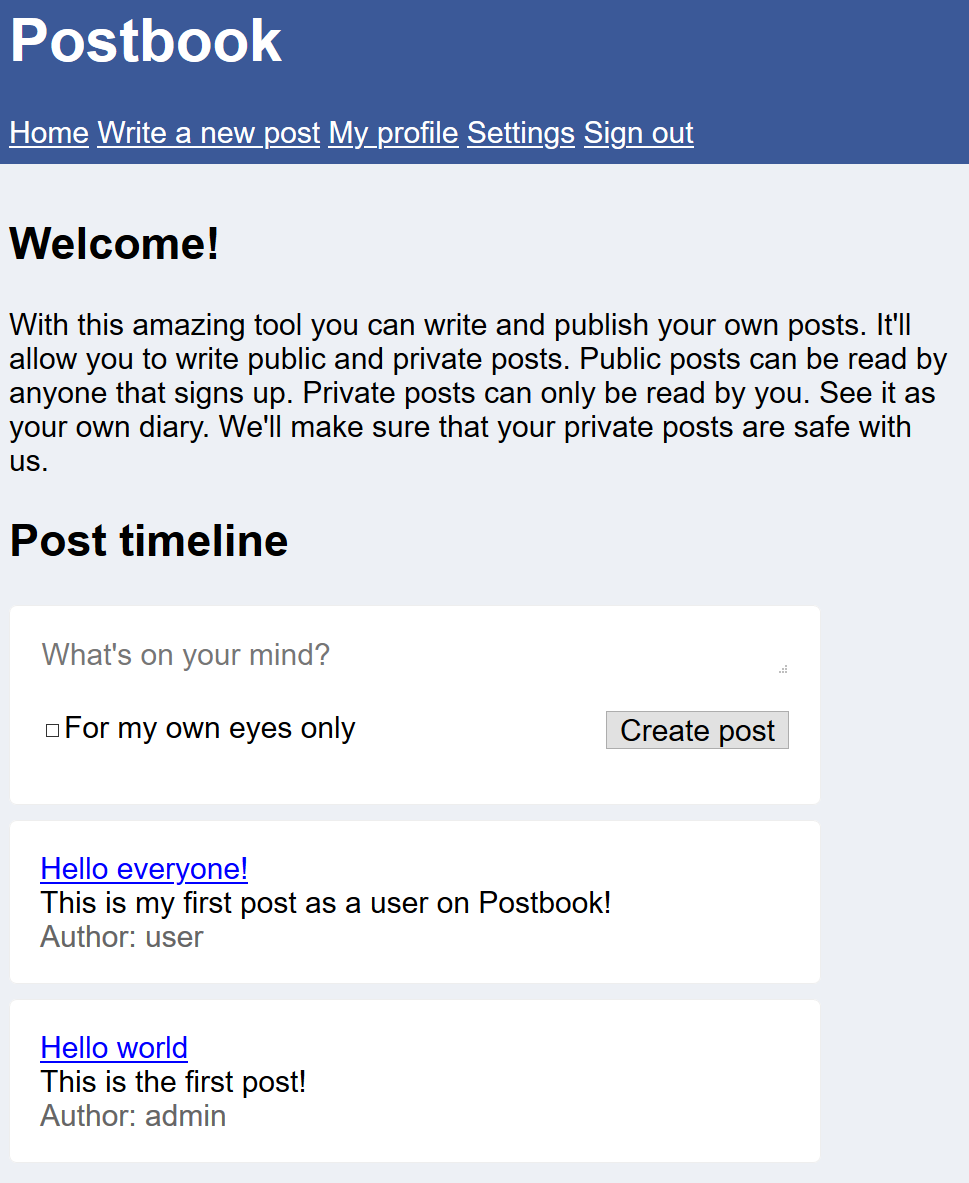 Postbook
Home Write a new post My profile Settings Sign out
Welcome!
With this amazing tool you can write and publish your own posts. It'll
allow you to write public and private posts. Public posts can be read by
anyone that signs up. Private posts can only be read by you. See it as
your own diary. We'll make sure that your private posts are safe with
us.
Post timeline
What's on your mind?
For my own eyes only Create post
Hello everyone!
This is my first post as a user on Postbook!
Author: user
Hello world
This is the first post!
Author: admin